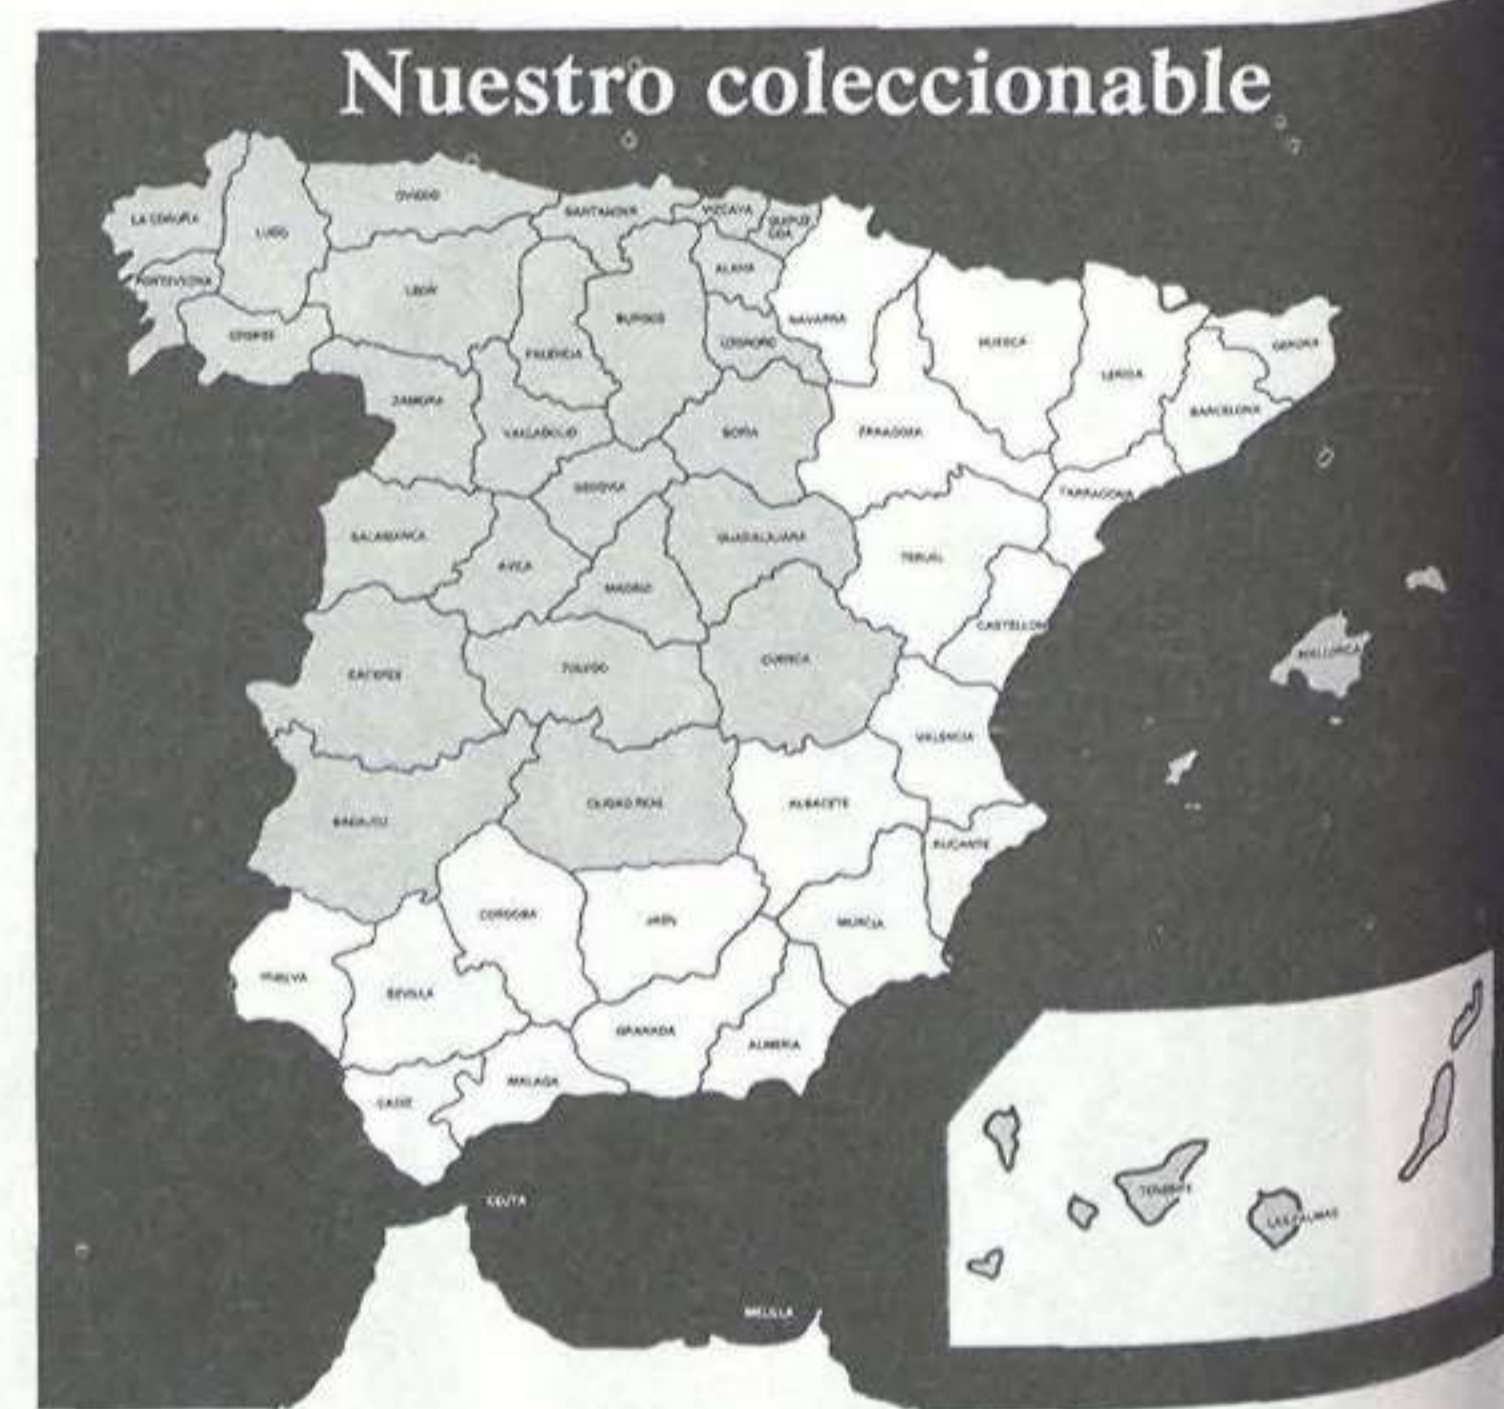 Nuestro coleccionable
OVIEDO
LA CORUÑA
SANTANDER
VIZCAYA
GUIPUZ
COA
LUGO
ALAVA
PONTEVEDRA
LEON
BURGOS
NAVARRA
ORENSE
LOGROÑO
HUESCA
GERONA
PALENCIA
LERIDA
ZAMORA
BARCELONA
VALLADOLID
SORIA
ZARAGOZA
SEGOVIA
TARRAGONA
SALAMANCA
GUADALAJARA
TERUEL
AVILA
MADRID
CASTELLON
MALLORCA
CUENCA
TOLEDO
CACERES
VALENCIA
ALBACETE
CIUDAD REAL
BADAJOZ
ALICANTE
CORDOBA
JAEN
MURCIA
HUELVA
SEVILLA
GRANADA
ALMERIA
MALAGA
CADIZ
TENERIFE
CEUTA
LAS PALMAS
MELILLA